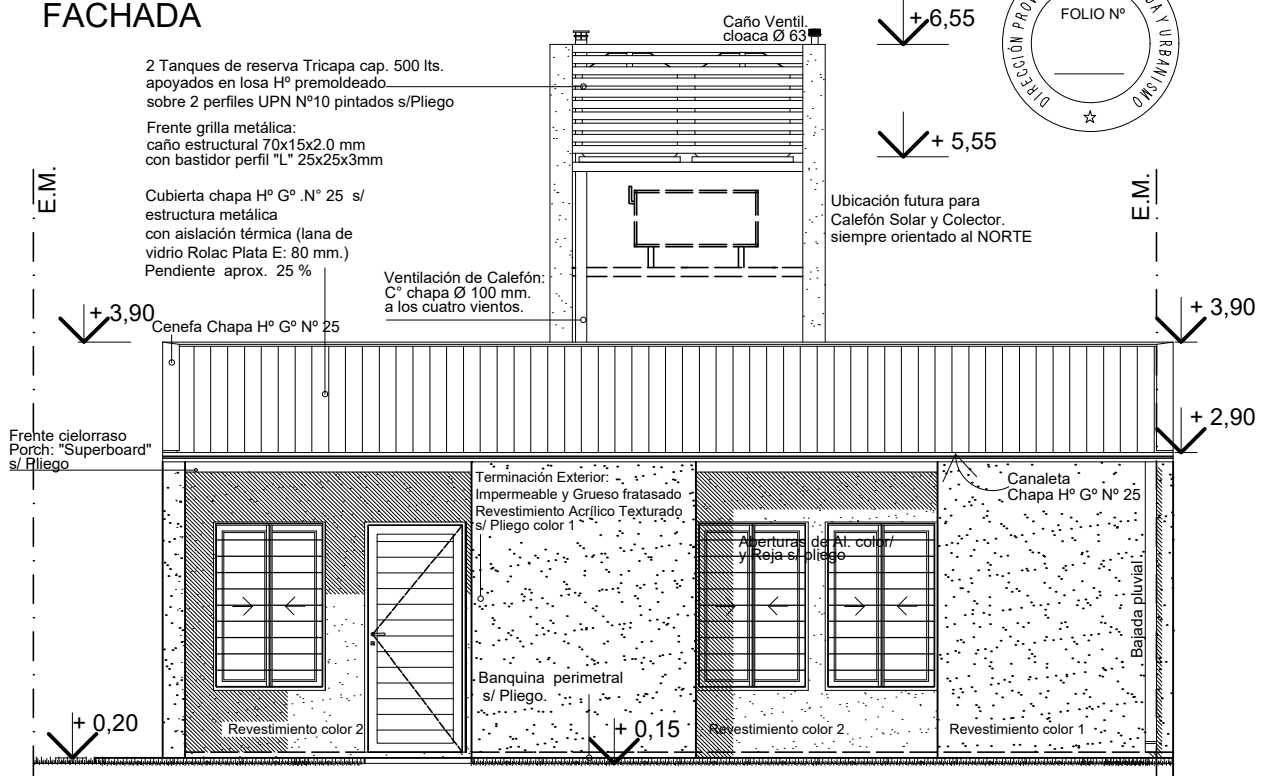 FACHADA
Caño Ventil.
cloaca Ø 63
+ 6,55
FOLIO Nº
DIRECCIÓN PROV
DA Y URBANISMO
2 Tanques de reserva Tricapa cap. 500 lts.
apoyados en losa Hº premoldeado
sobre 2 perfiles UPN Nº10 pintados s/Pliego
Frente grilla metálica:
caño estructural 70x15x2.0 mm
con bastidor perfil "L" 25x25x3mm
+ 5,55
E.M.
E.M.
Cubierta chapa Hº Gº .N° 25 s/
estructura metálica
con aislación térmica (lana de
vidrio Rolac Plata E: 80 mm.)
Pendiente aprox. 25 %
Ubicación futura para
Calefón Solar y Colector.
siempre orientado al NORTE
Ventilación de Calefón:
C° chapa Ø 100 mm.
a los cuatro vientos.
+ 3,90
Cenefa Chapa Hº Gº Nº 25
+ 3,90
+ 2,90
Frente cielorraso
Porch: "Superboard"
s/ Pliego
Terminación Exterior:
Impermeable y Grueso fratasado
Revestimiento Acrílico Texturado
s/ Pliego color 1
Canaleta
Chapa Hº Gº Nº 25
Aberturas de Al. color/
y Reja s/ pliego
Bajada pluvial
Banquina perimetral
s/ Pliego.
+ 0,20
Revestimiento color 2
+ 0,15
Revestimiento color 2
Revestimiento color 1